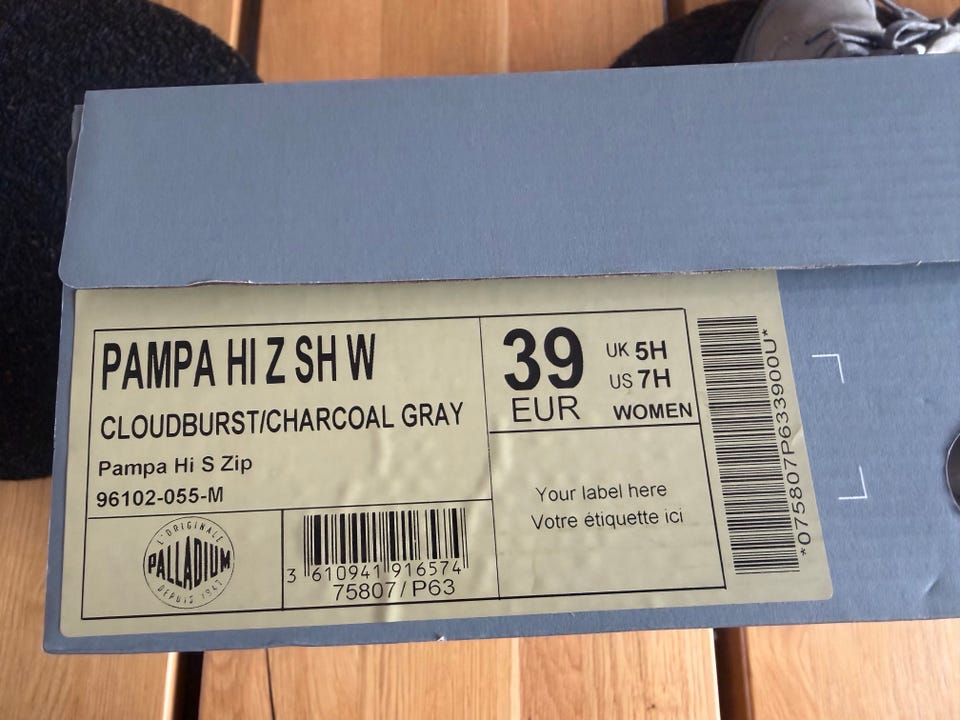 PAMPA HI Z SH W
CLOUDBURST/CHARCOAL GRAY
Pampa Hi S Zip
96102-055-M
39
EUR
UK 5H
US 7H
WOMEN
Your label here
Votre étiquette ici
L'ORIGINALE
PALLADIUM
DEPUIS 1947
3 610941 916574
75807/P63
*075807P633900U*